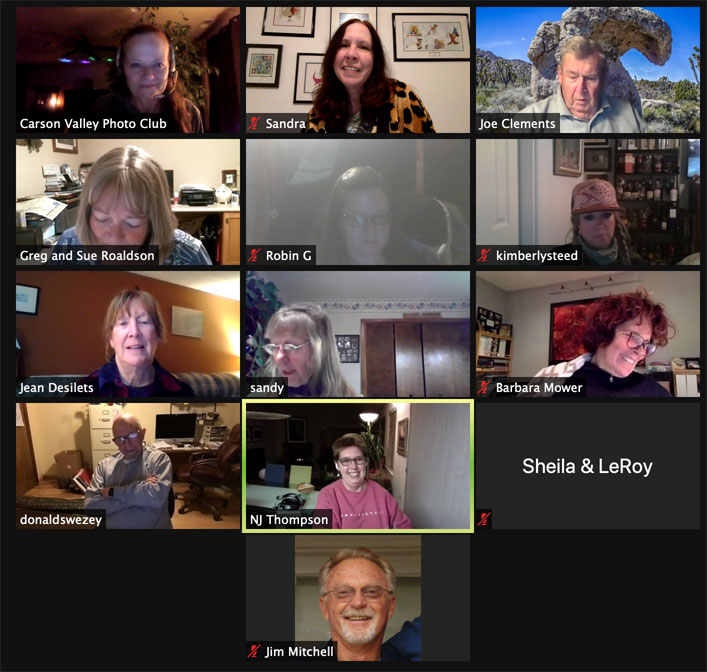 Carson Valley Photo Club
Sandra
Joe Clements
Greg and Sue Roaldson
Robin G
kimberlysteed
Jean Desilets
sandy
Barbara Mower
donaldswezey
NJ Thompson
Sheila & LeRoy
Jim Mitchell